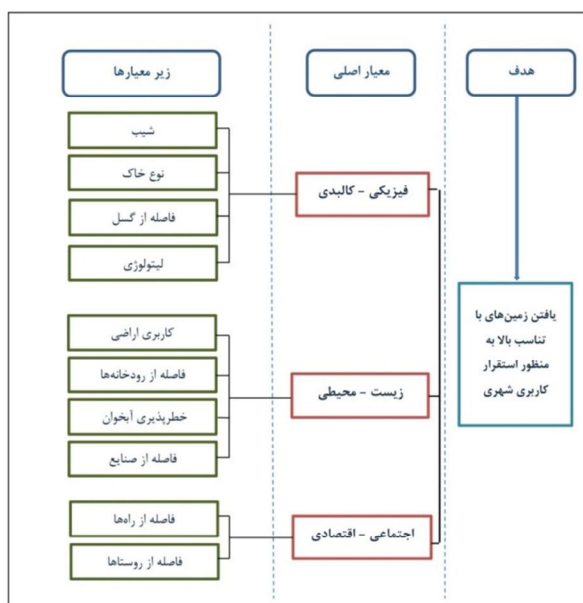 هدف
معیار اصلی
زیر معیارها
یافتن زمین‌های با
تناسب بالا به
منظور استقرار
کاربری شهری
فیزیکی - کالبدی
شیب
نوع خاک
فاصله از گسل
لیتولوژی
زیست - محیطی
کاربری اراضی
فاصله از رودخانه‌ها
خطرپذیری آبخوان
فاصله از صنایع
اجتماعی - اقتصادی
فاصله از راه‌ها
فاصله از روستاها